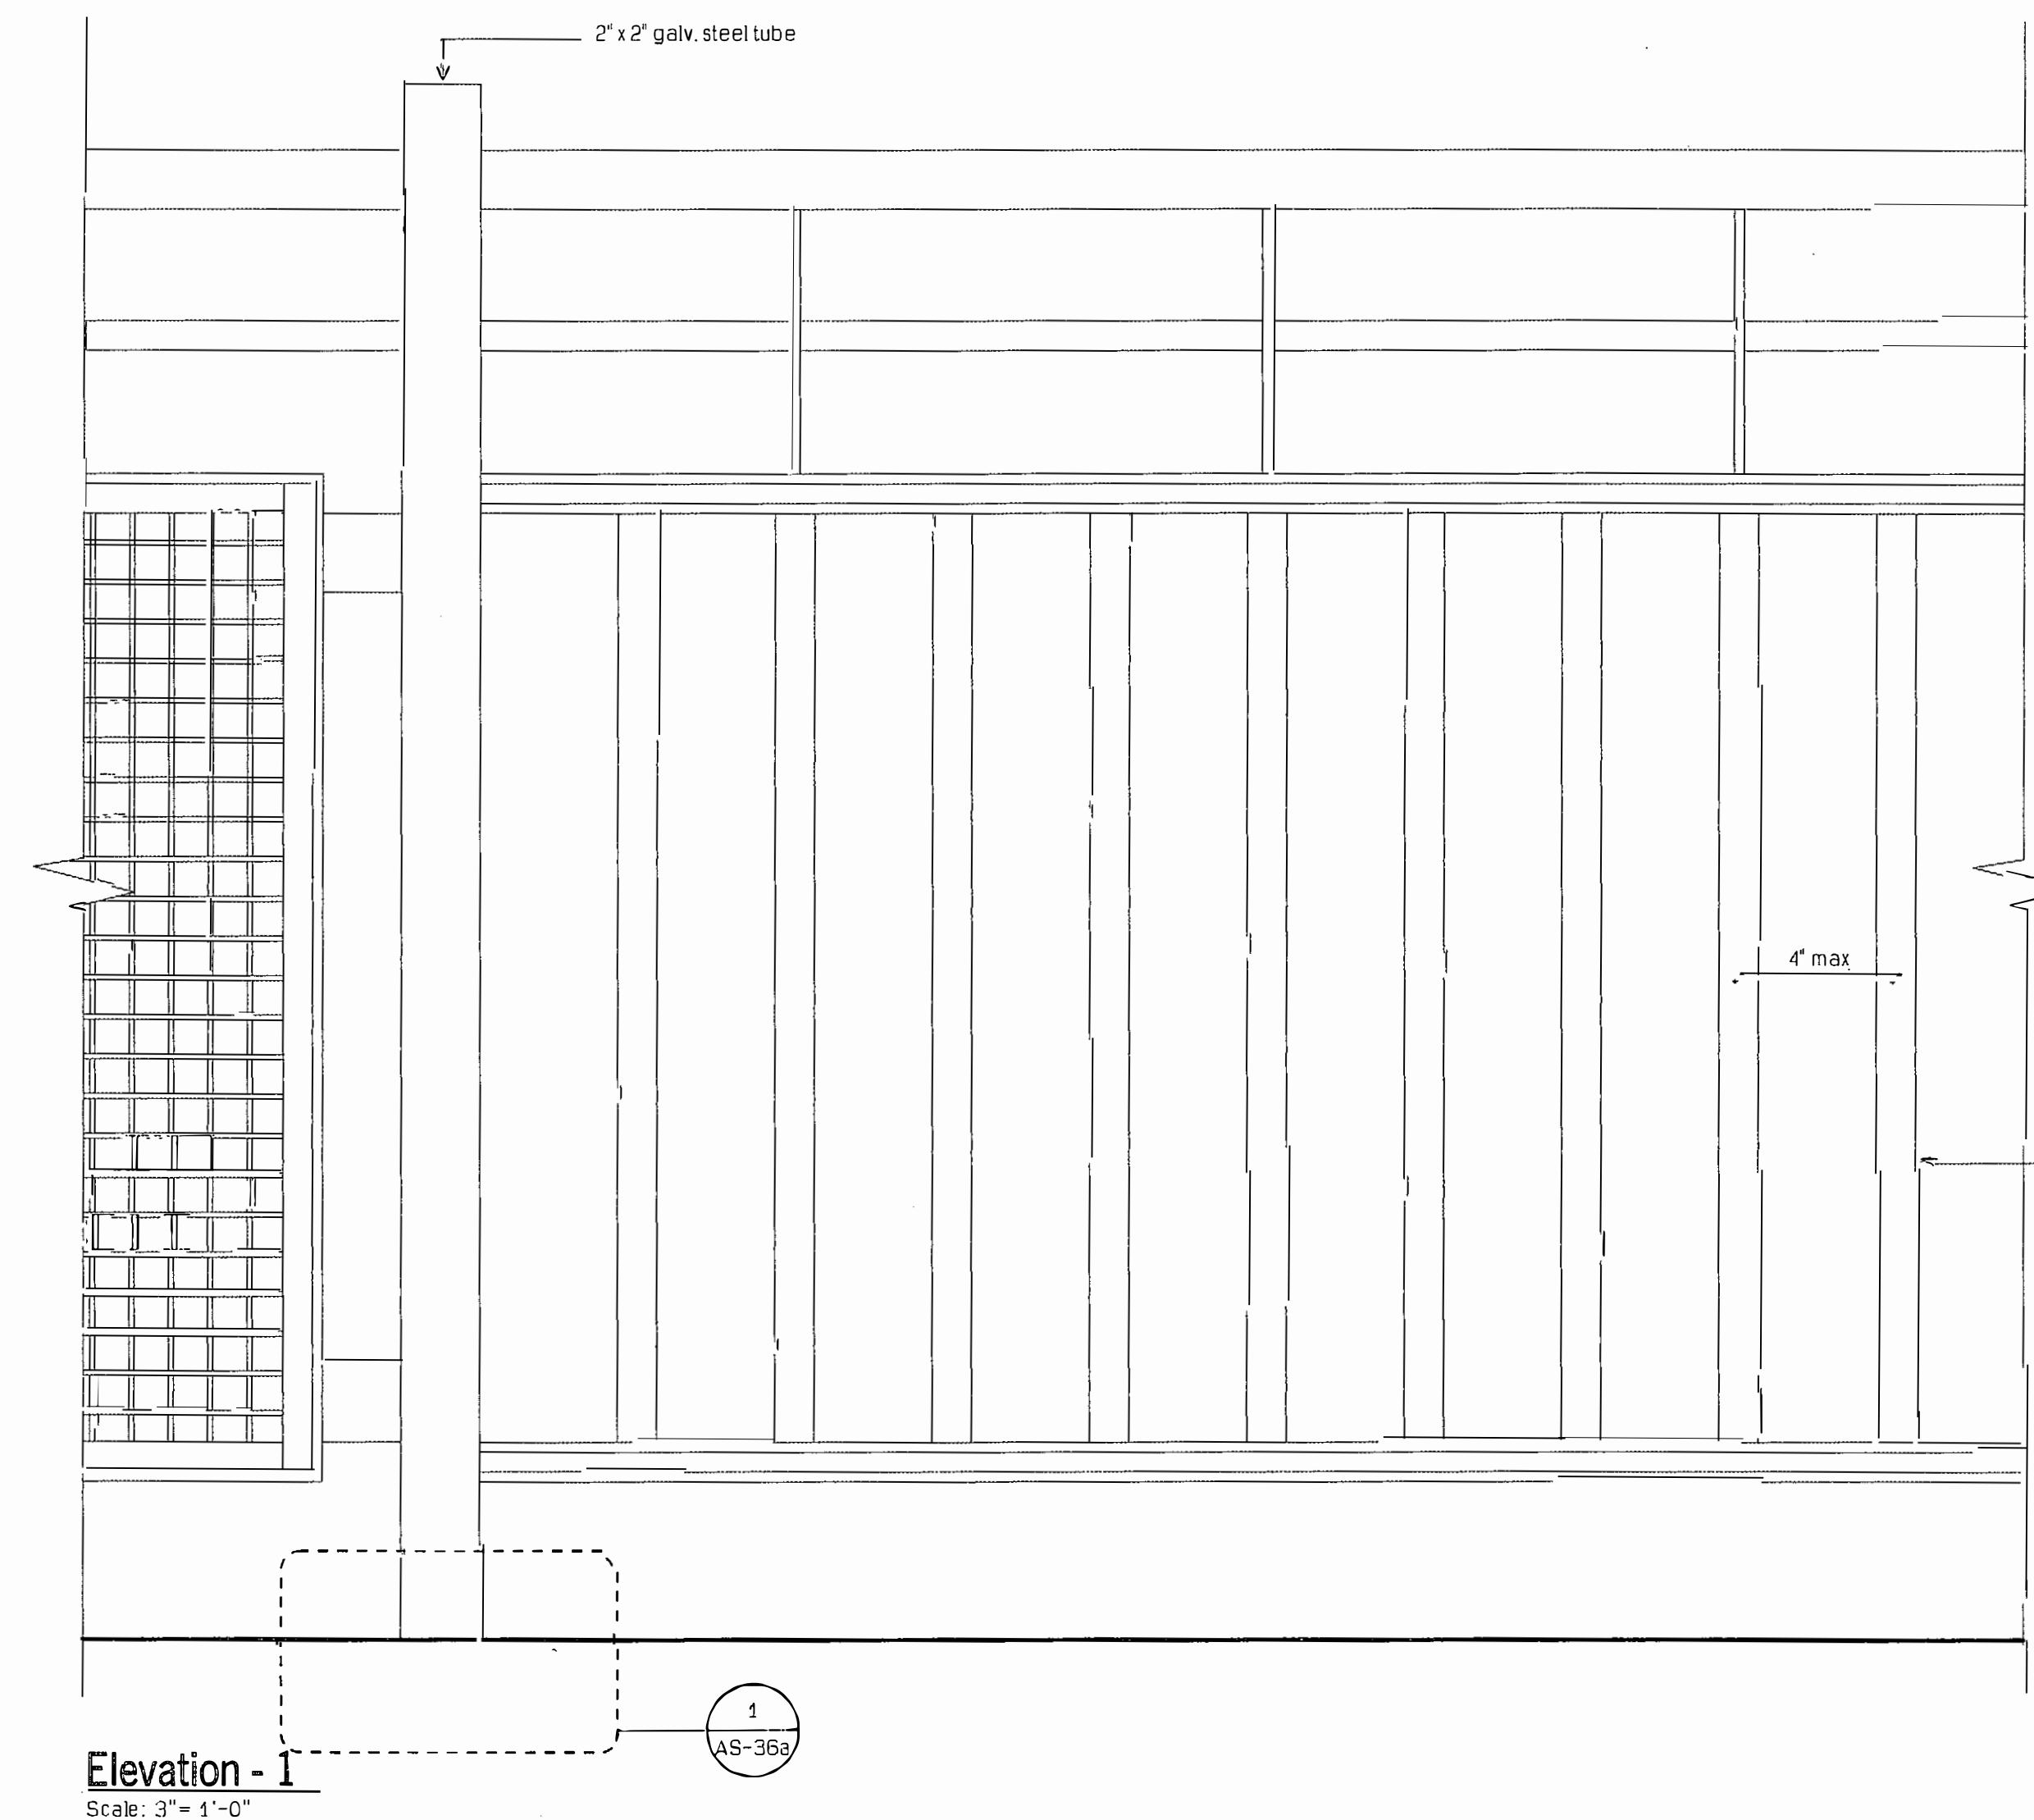 2" x 2" galv. steel tube
4" max
1
AS-36a
Elevation - 1
Scale: 3"= 1'-0"